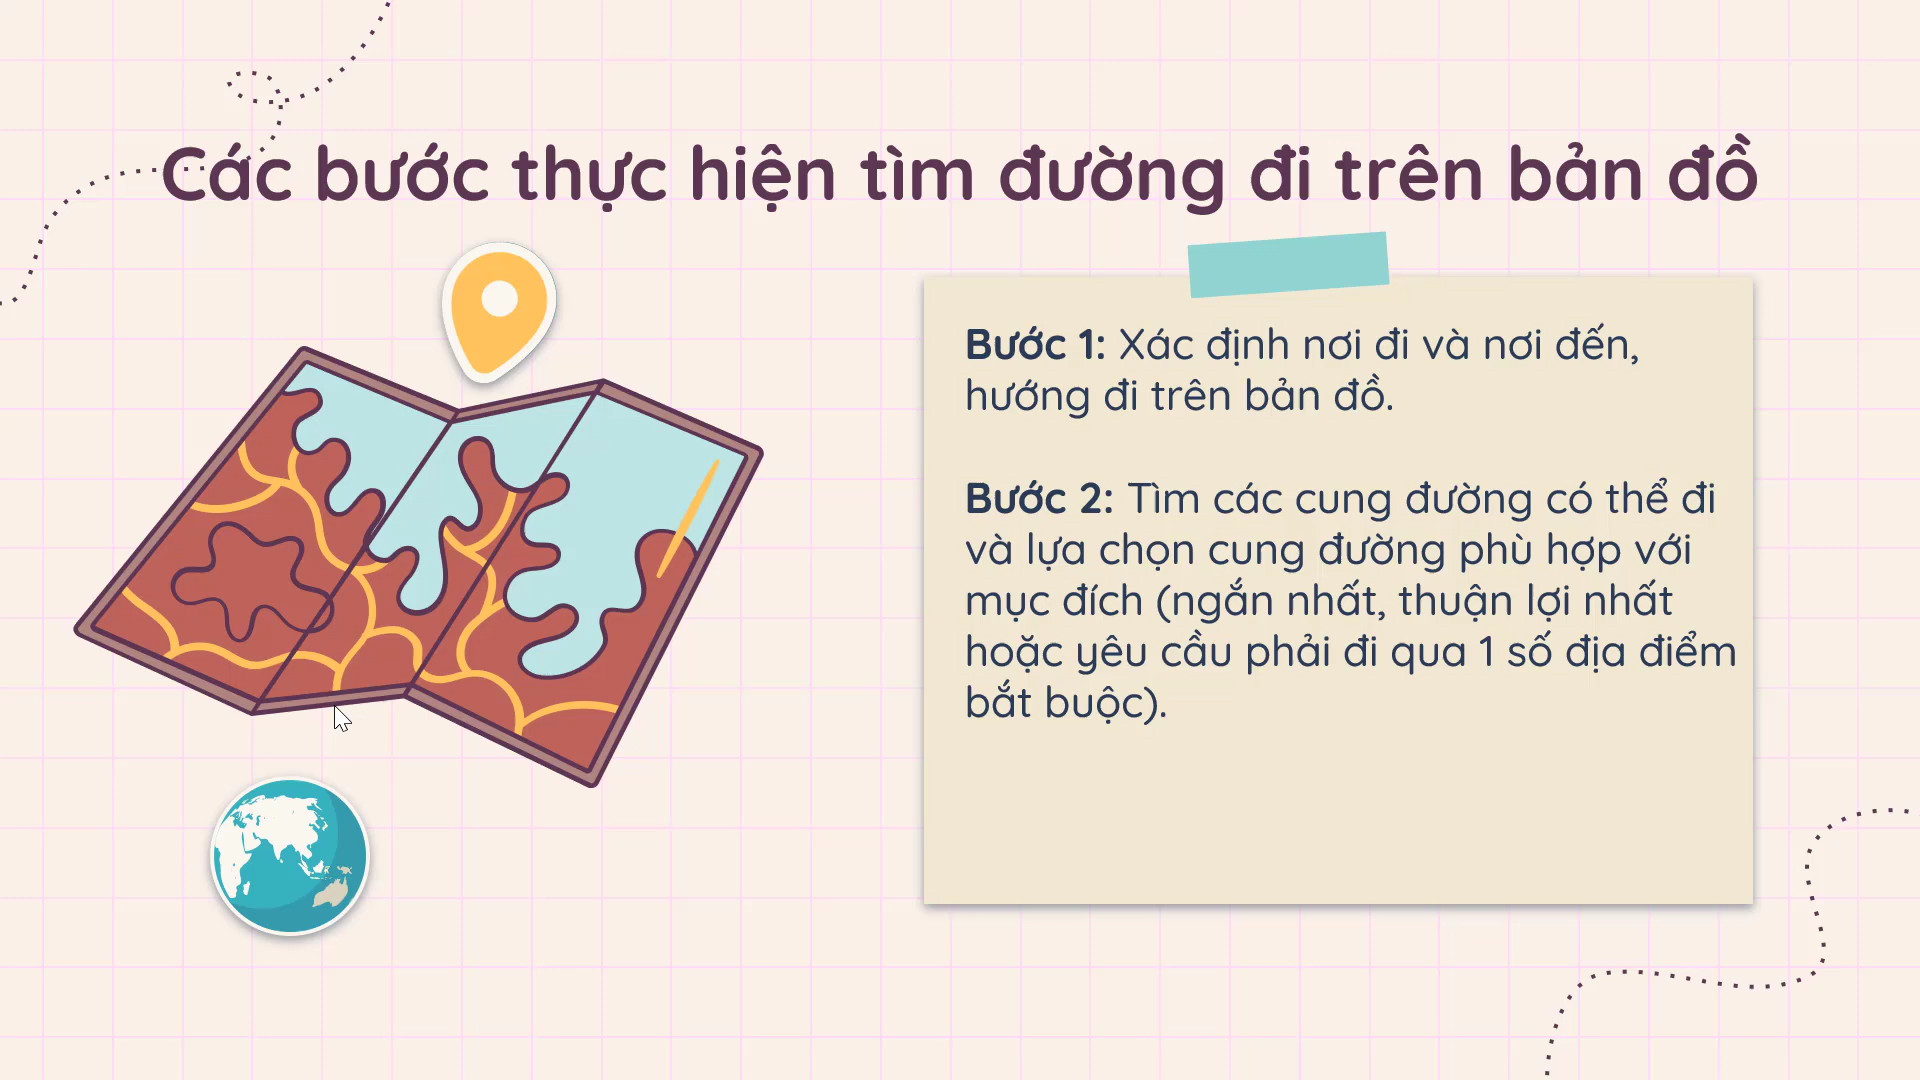 Các bước thực hiện tìm đường đi trên bản đồ
Bước 1: Xác định nơi đi và nơi đến,
hướng đi trên bản đồ.
Bước 2: Tìm các cung đường có thể đi
và lựa chọn cung đường phù hợp với
mục đích (ngắn nhất, thuận lợi nhất
hoặc yêu cầu phải đi qua 1 số địa điểm
bắt buộc).